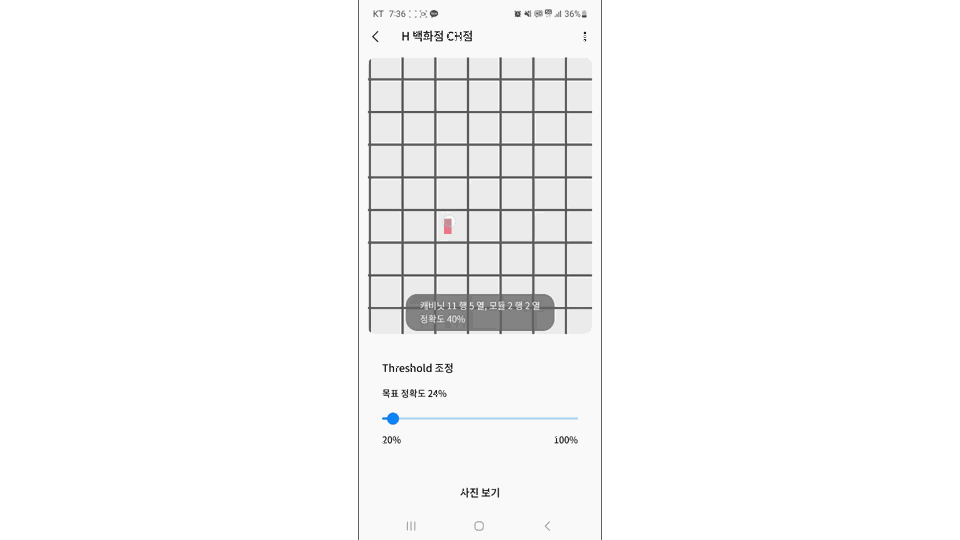 KT 7:36 36%
H 백화점 CH점
캐비닛 11 행 5 열, 모듈 2 행 2 열
정확도 40%
Threshold 조정
목표 정확도 24%
20% 100%
사진 보기